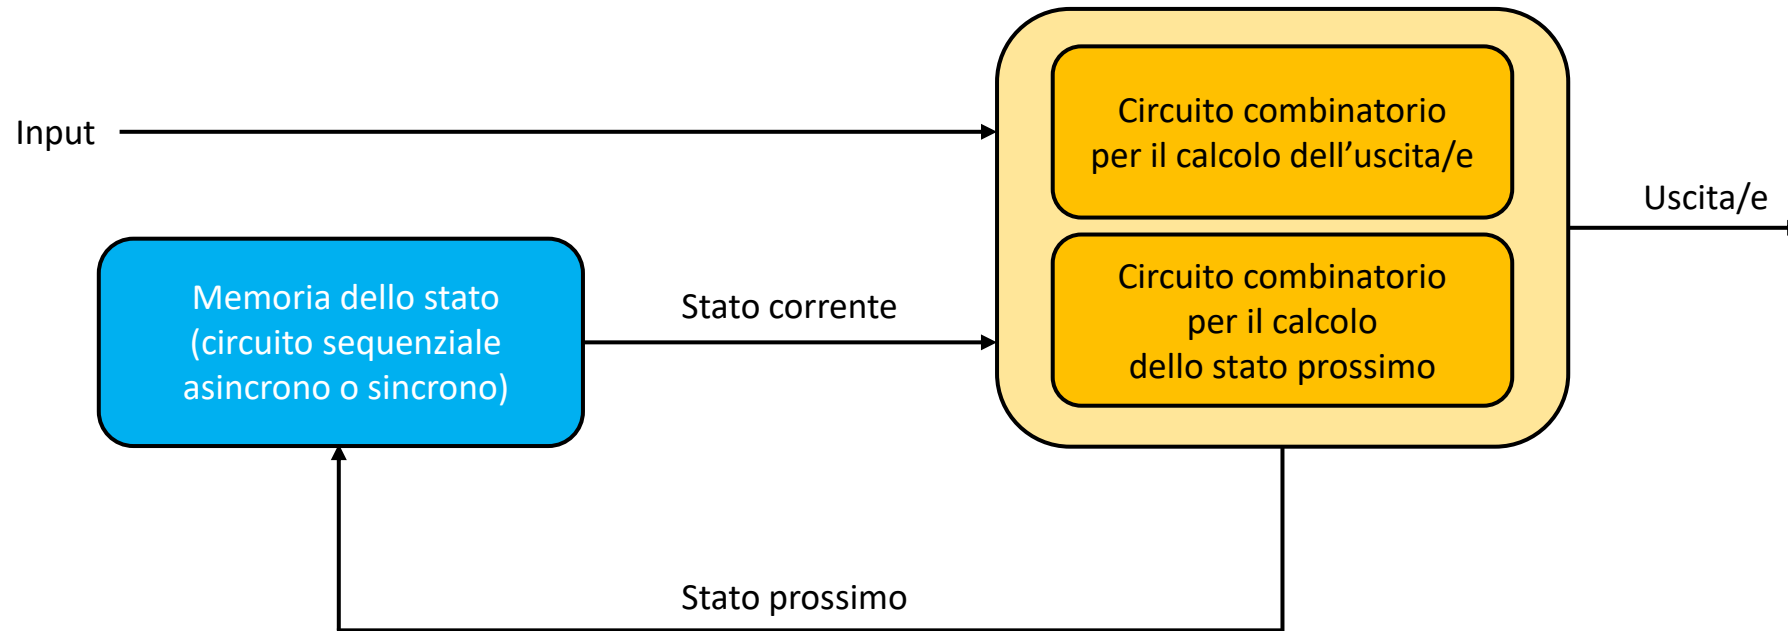 Input
Circuito combinatorio
per il calcolo dell’uscita/e
Uscita/e
Memoria dello stato
(circuito sequenziale
asincrono o sincrono)
Stato corrente
Circuito combinatorio
per il calcolo
dello stato prossimo
Stato prossimo